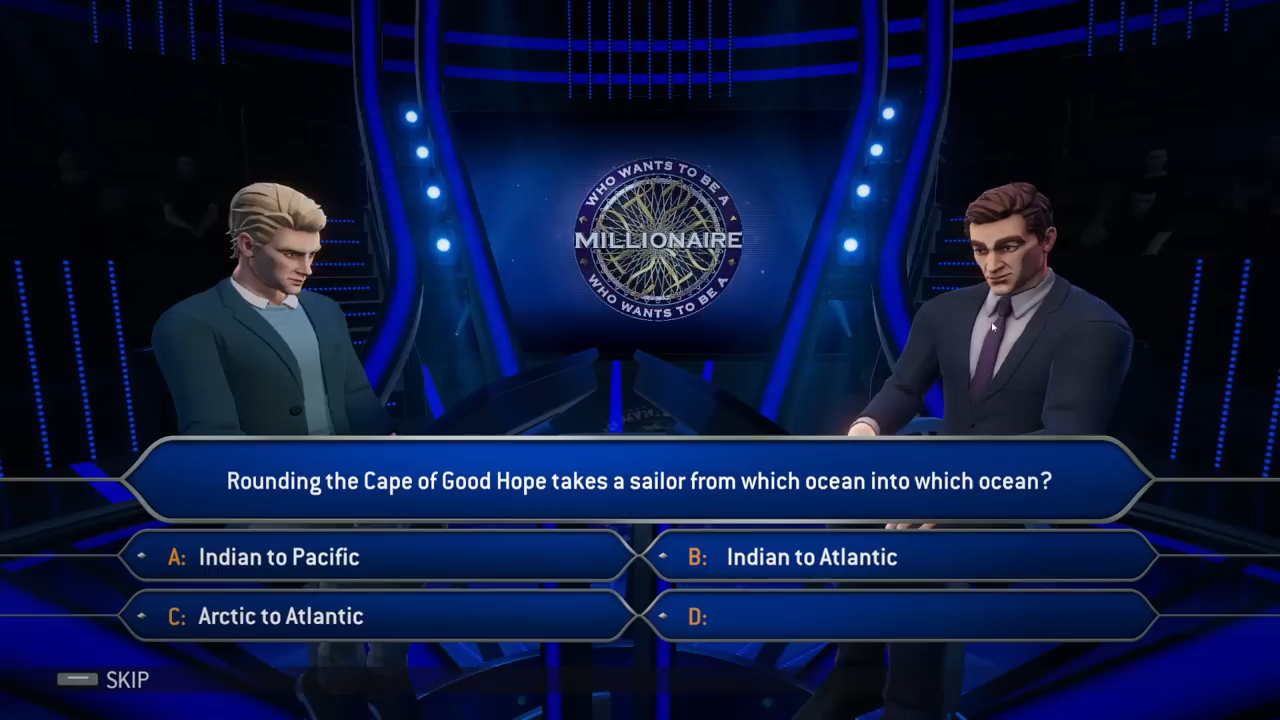 WHO WANTS TO BE A
MILLIONAIRE
WHO WANTS TO BE A
Rounding the Cape of Good Hope takes a sailor from which ocean into which ocean?
A: Indian to Pacific
B: Indian to Atlantic
C: Arctic to Atlantic
D:
SKIP